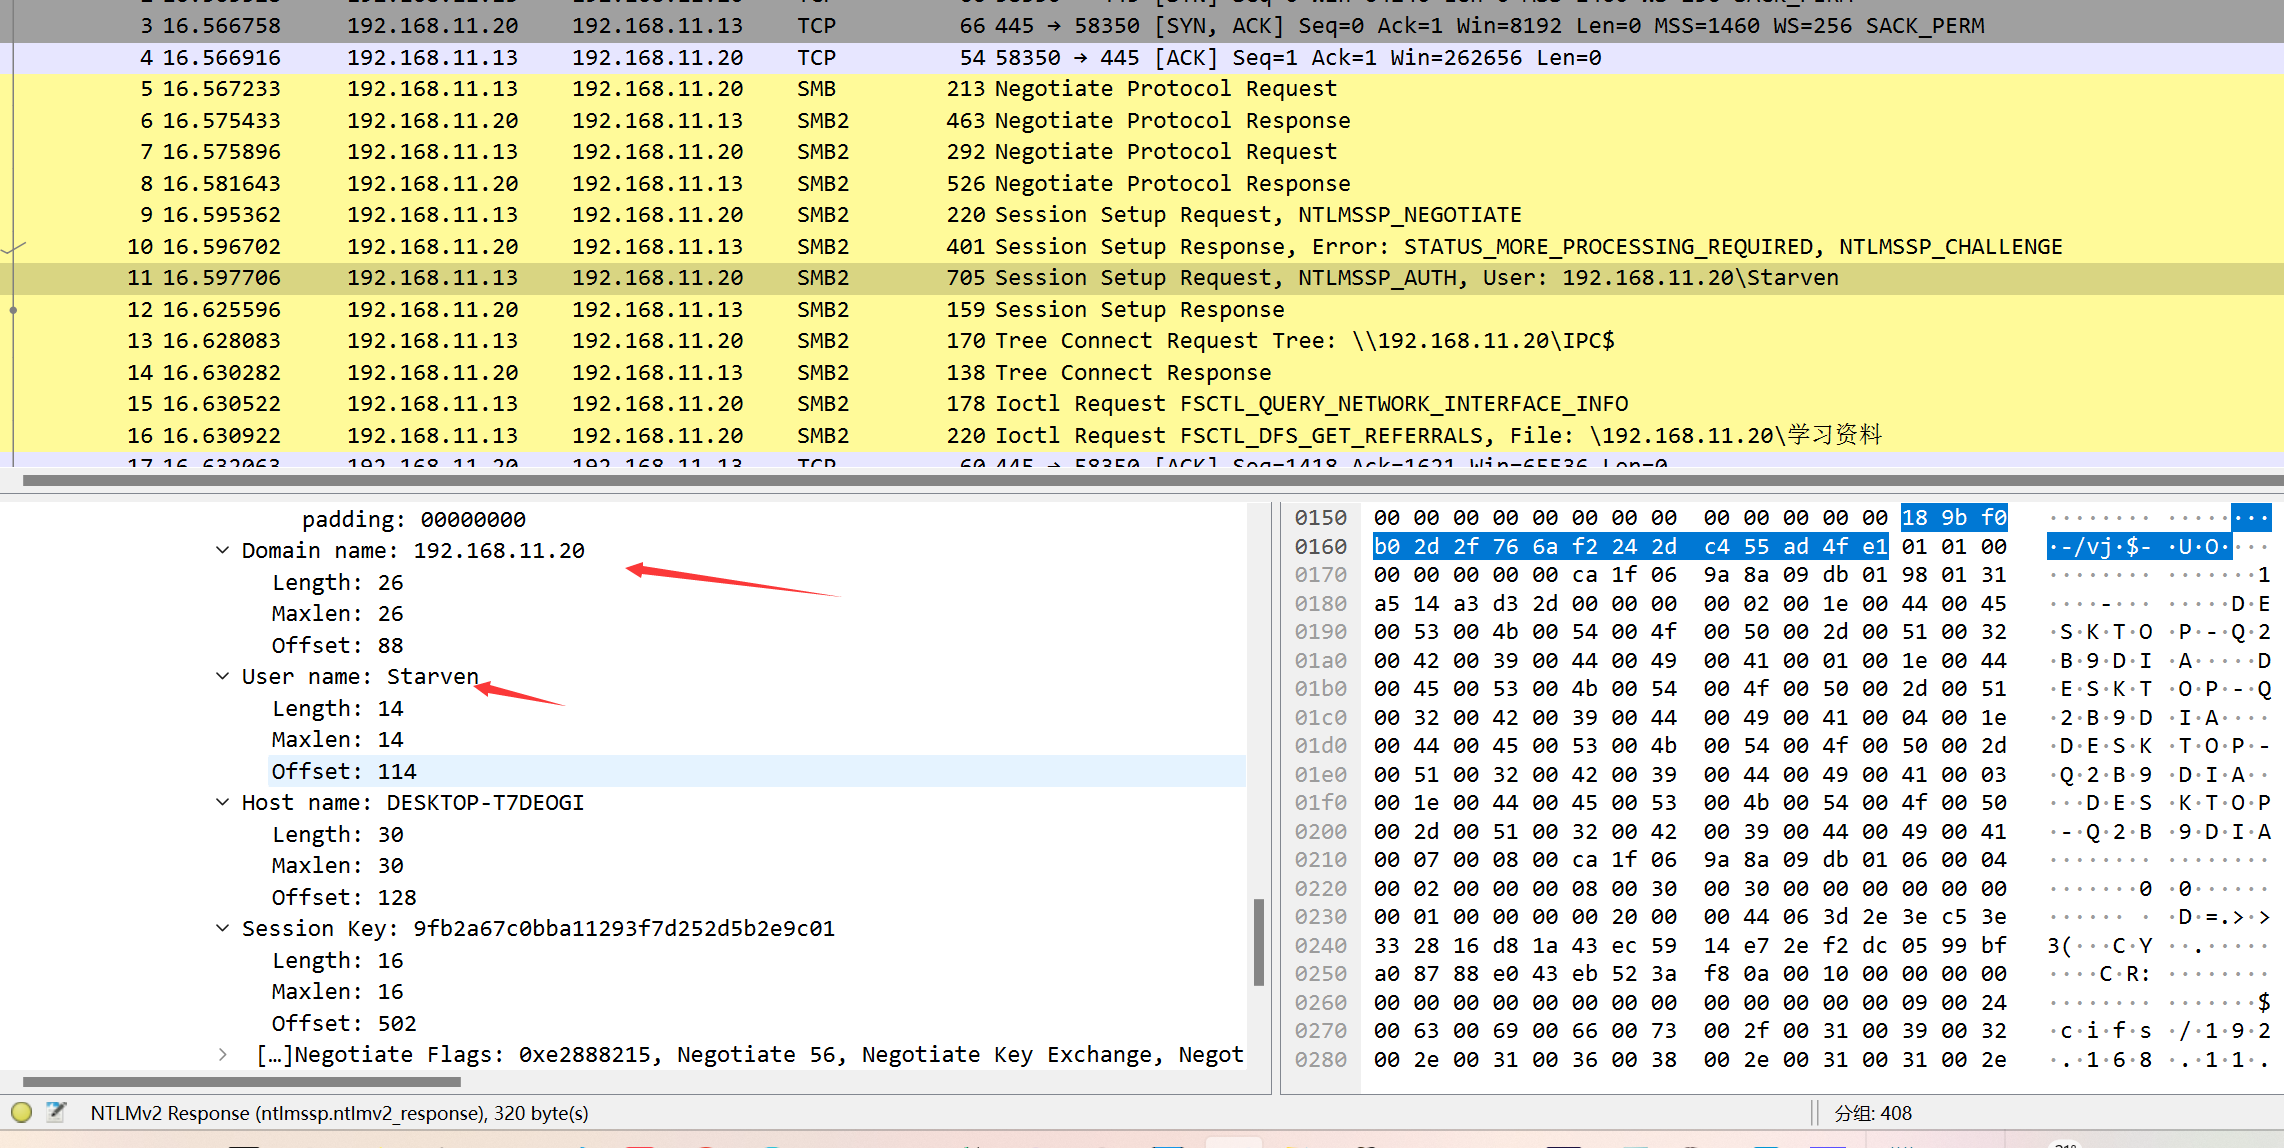 3 16.566758 192.168.11.20 192.168.11.13 TCP 66 445 → 58350 [SYN, ACK] Seq=0 Ack=1 Win=8192 Len=0 MSS=1460 WS=256 SACK_PERM
4 16.566916 192.168.11.13 192.168.11.20 TCP 54 58350 → 445 [ACK] Seq=1 Ack=1 Win=262656 Len=0
5 16.567233 192.168.11.13 192.168.11.20 SMB 213 Negotiate Protocol Request
6 16.575433 192.168.11.20 192.168.11.13 SMB2 463 Negotiate Protocol Response
7 16.575896 192.168.11.13 192.168.11.20 SMB2 292 Negotiate Protocol Request
8 16.581643 192.168.11.20 192.168.11.13 SMB2 526 Negotiate Protocol Response
9 16.595362 192.168.11.13 192.168.11.20 SMB2 220 Session Setup Request, NTLMSSP_NEGOTIATE
10 16.596702 192.168.11.20 192.168.11.13 SMB2 401 Session Setup Response, Error: STATUS_MORE_PROCESSING_REQUIRED, NTLMSSP_CHALLENGE
11 16.597706 192.168.11.13 192.168.11.20 SMB2 705 Session Setup Request, NTLMSSP_AUTH, User: 192.168.11.20\Starven
12 16.625596 192.168.11.20 192.168.11.13 SMB2 159 Session Setup Response
13 16.628083 192.168.11.13 192.168.11.20 SMB2 170 Tree Connect Request Tree: \\192.168.11.20\IPC$
14 16.630282 192.168.11.20 192.168.11.13 SMB2 138 Tree Connect Response
15 16.630522 192.168.11.13 192.168.11.20 SMB2 178 Ioctl Request FSCTL_QUERY_NETWORK_INTERFACE_INFO
16 16.630922 192.168.11.13 192.168.11.20 SMB2 220 Ioctl Request FSCTL_DFS_GET_REFERRALS, File: \192.168.11.20\学习资料
17 16.632063 192.168.11.20 192.168.11.13 TCP 60 445 → 58350 [ACK] Seq=1418 Ack=1621 Win=65536 Len=0
padding: 00000000
Domain name: 192.168.11.20
Length: 26
Maxlen: 26
Offset: 88
User name: Starven
Length: 14
Maxlen: 14
Offset: 114
Host name: DESKTOP-T7DEOGI
Length: 30
Maxlen: 30
Offset: 128
Session Key: 9fb2a67c0bba11293f7d252d5b2e9c01
Length: 16
Maxlen: 16
Offset: 502
[…]Negotiate Flags: 0xe2888215, Negotiate 56, Negotiate Key Exchange, Negot
0150 00 00 00 00 00 00 00 00 00 00 00 00 00 18 9b f0 ········ ········
0160 b0 2d 2f 76 6a f2 24 2d c4 55 ad 4f e1 01 01 00 ·-/vj·$- ·U·O····
0170 00 00 00 00 00 ca 1f 06 9a 8a 09 db 01 98 01 31 ········ ·······1
0180 a5 14 a3 d3 2d 00 00 00 00 02 00 1e 00 44 00 45 ····-··· ·····D·E
0190 00 53 00 4b 00 54 00 4f 00 50 00 2d 00 51 00 32 ·S·K·T·O ·P·-·Q·2
01a0 00 42 00 39 00 44 00 49 00 41 00 01 00 1e 00 44 ·B·9·D·I ·A·····D
01b0 00 45 00 53 00 4b 00 54 00 4f 00 50 00 2d 00 51 ·E·S·K·T ·O·P·-·Q
01c0 00 32 00 42 00 39 00 44 00 49 00 41 00 04 00 1e ·2·B·9·D ·I·A····
01d0 00 44 00 45 00 53 00 4b 00 54 00 4f 00 50 00 2d ·D·E·S·K ·T·O·P·-
01e0 00 51 00 32 00 42 00 39 00 44 00 49 00 41 00 03 ·Q·2·B·9 ·D·I·A··
01f0 00 1e 00 44 00 45 00 53 00 4b 00 54 00 4f 00 50 ···D·E·S ·K·T·O·P
0200 00 2d 00 51 00 32 00 42 00 39 00 44 00 49 00 41 ·-·Q·2·B ·9·D·I·A
0210 00 07 00 08 00 ca 1f 06 9a 8a 09 db 01 06 00 04 ········ ········
0220 00 02 00 00 00 08 00 30 00 30 00 00 00 00 00 00 ·······0 ·0······
0230 00 01 00 00 00 00 20 00 00 44 06 3d 2e 3e c5 3e ······ · ·D·=.>·>
0240 33 28 16 d8 1a 43 ec 59 14 e7 2e f2 dc 05 99 bf 3(···C·Y ··.·····
0250 a0 87 88 e0 43 eb 52 3a f8 0a 00 10 00 00 00 00 ····C·R: ········
0260 00 00 00 00 00 00 00 00 00 00 00 00 00 09 00 24 ········ ·······$
0270 00 63 00 69 00 66 00 73 00 2f 00 31 00 39 00 32 ·c·i·f·s ·/·1·9·2
0280 00 2e 00 31 00 36 00 38 00 2e 00 31 00 31 00 2e ·.·1·6·8 ·.·1·1·.
NTLMv2 Response (ntlmssp.ntlmv2_response), 320 byte(s) 分组: 408